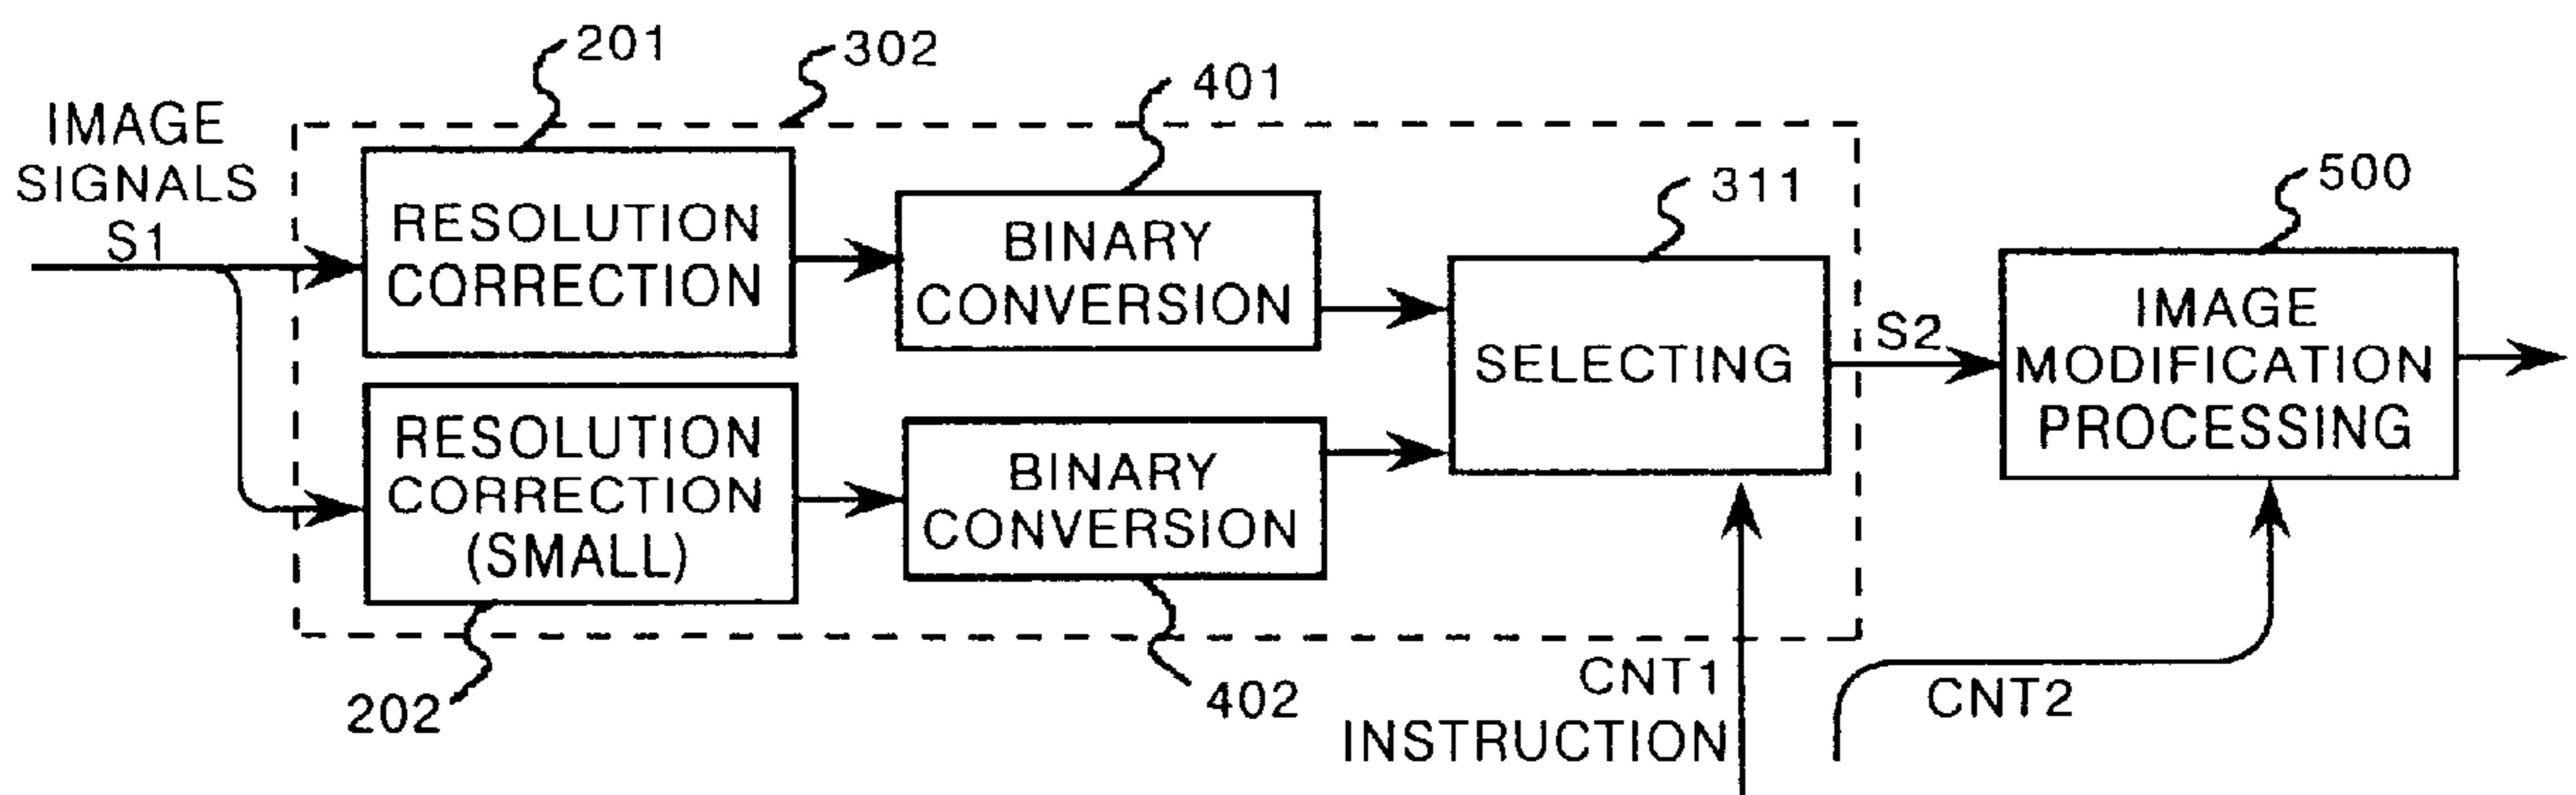 201
302
401
IMAGE
SIGNALS
S1
311
500
RESOLUTION
CORRECTION
BINARY
CONVERSION
SELECTING
S2
IMAGE
MODIFICATION
PROCESSING
RESOLUTION
CORRECTION
(SMALL)
BINARY
CONVERSION
202
402
CNT1
INSTRUCTION
CNT2